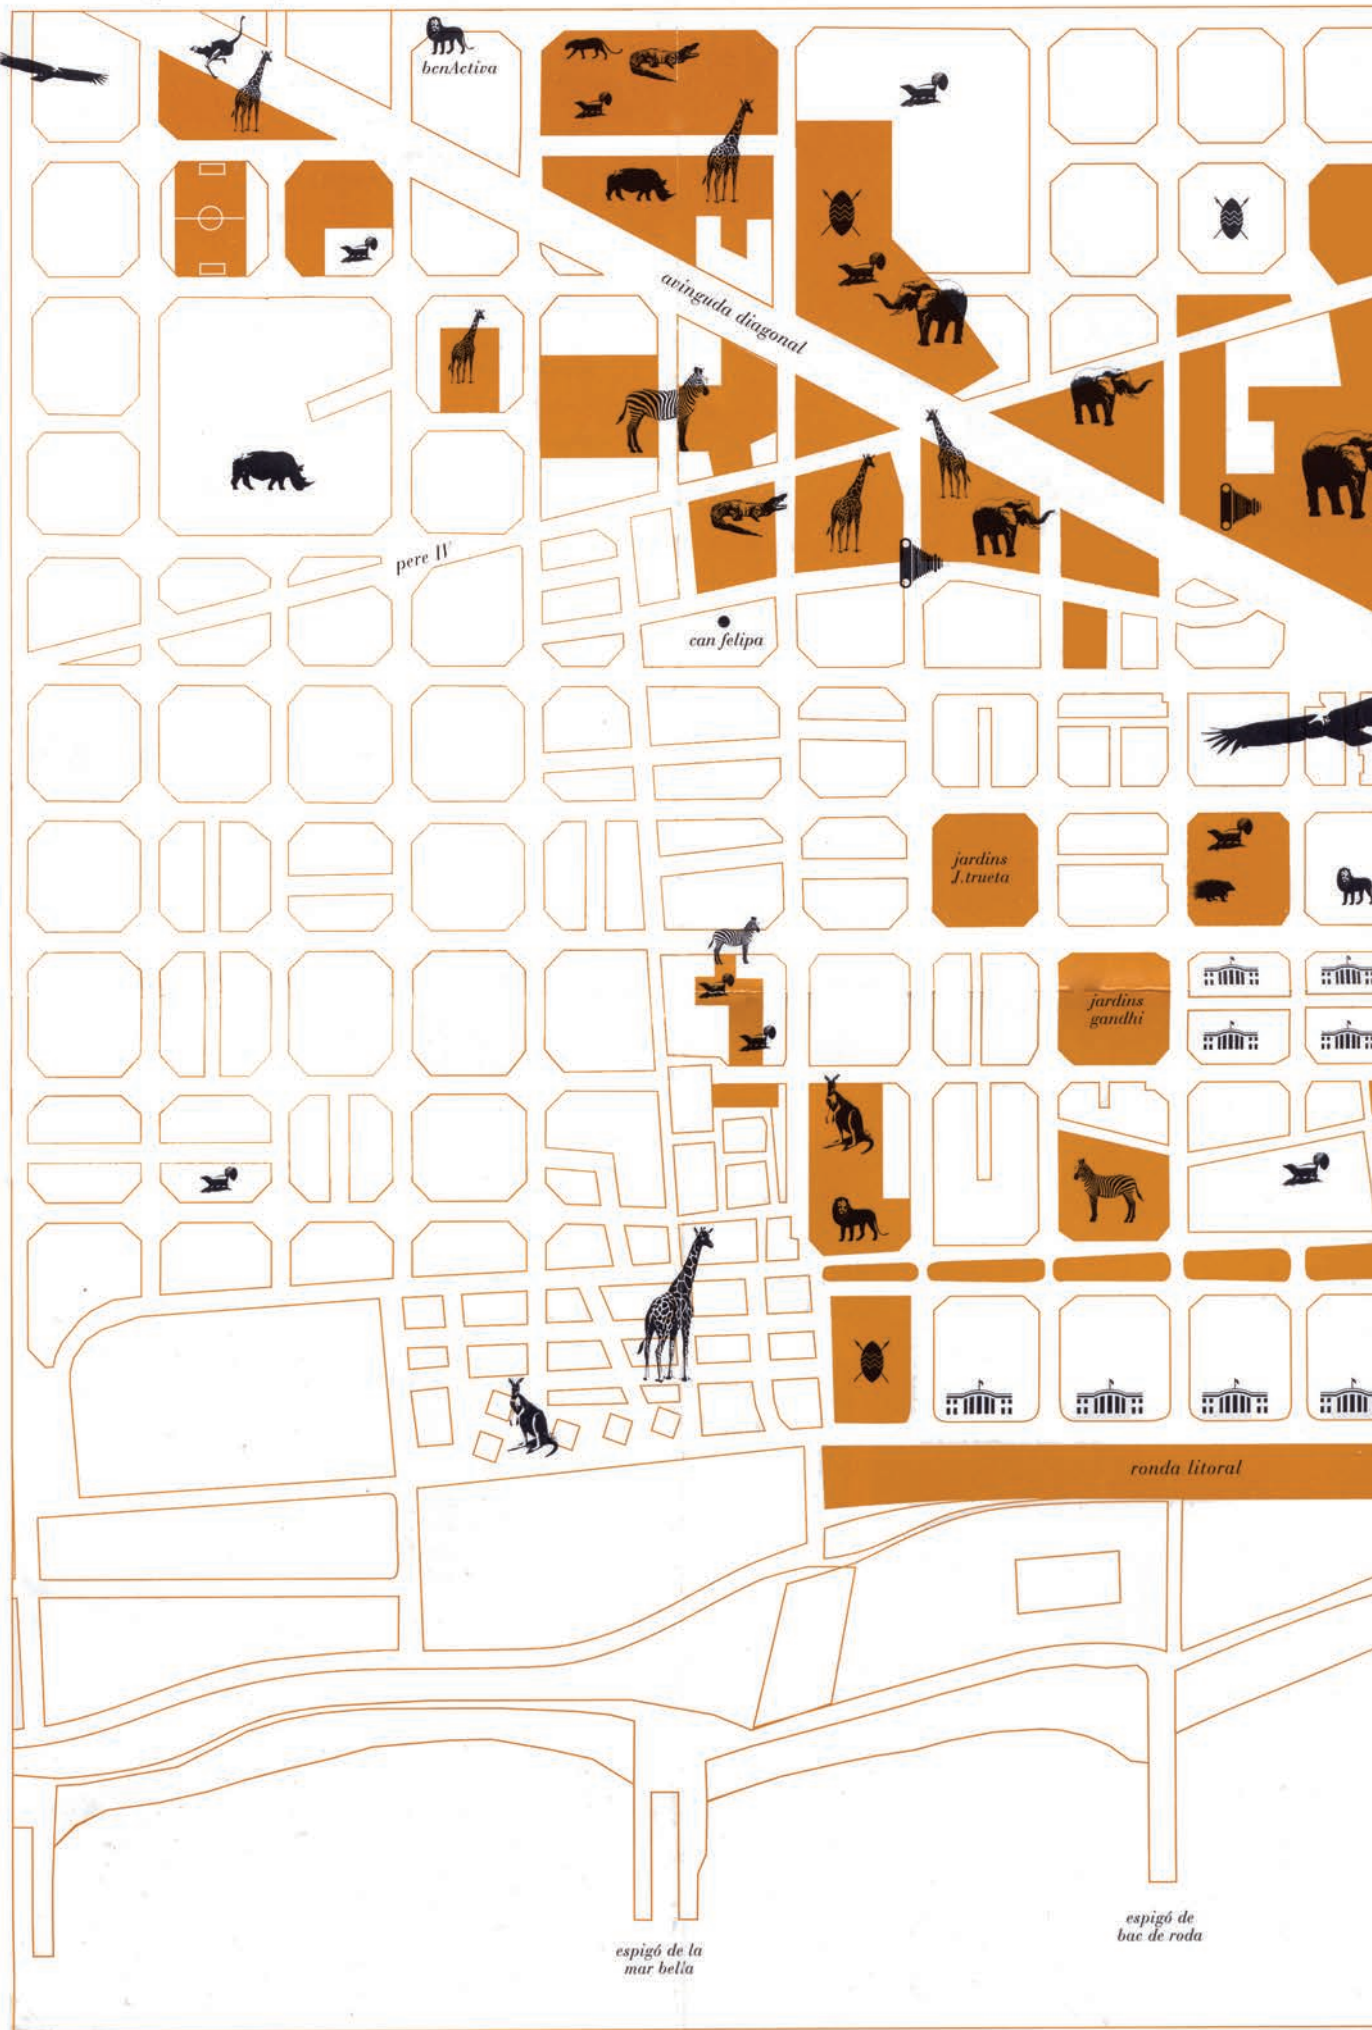 bcnActiva
avinguda diagonal
pere IV
can felipa
jardins
J.trueta
jardins
gandhi
ronda litoral
espigó de
bac de roda
espigó de la
mar bella